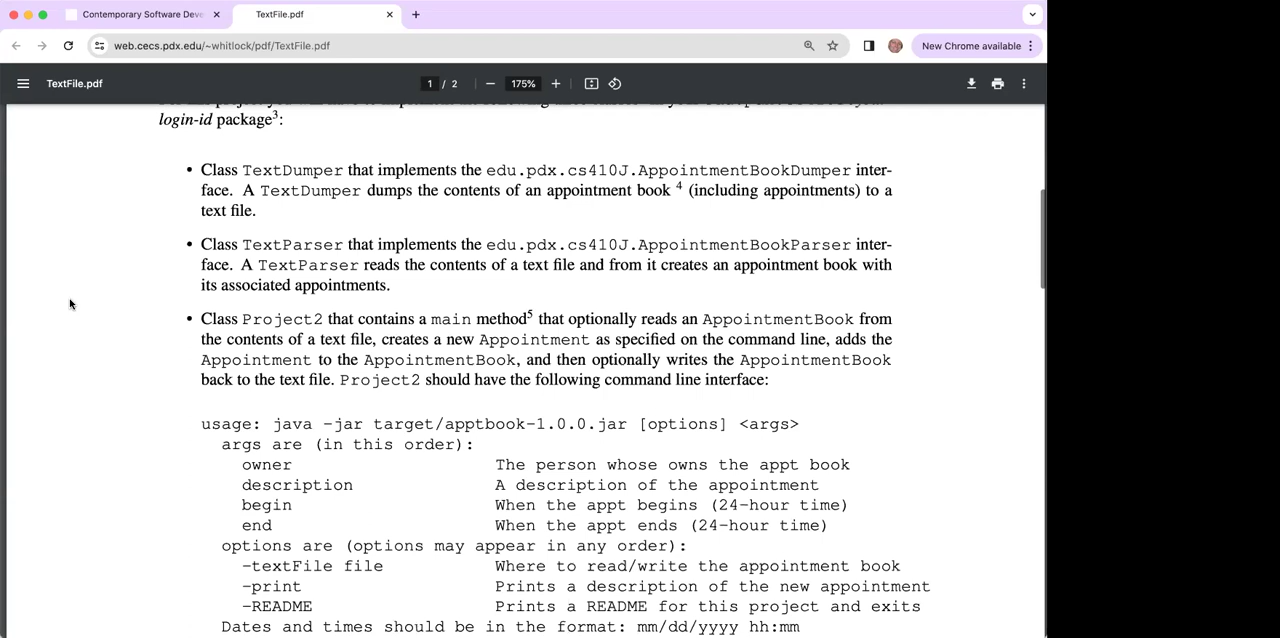 Contemporary Software Deve
TextFile.pdf
web.cecs.pdx.edu/~whitlock/pdf/TextFile.pdf
New Chrome available
TextFile.pdf
1 / 2
175%
login-id package3:
• Class TextDumper that implements the edu.pdx.cs410J.AppointmentBookDumper inter-
face. A TextDumper dumps the contents of an appointment book 4 (including appointments) to a
text file.
• Class TextParser that implements the edu.pdx.cs410J.AppointmentBookParser inter-
face. A TextParser reads the contents of a text file and from it creates an appointment book with
its associated appointments.
• Class Project2 that contains a main method5 that optionally reads an AppointmentBook from
the contents of a text file, creates a new Appointment as specified on the command line, adds the
Appointment to the AppointmentBook, and then optionally writes the AppointmentBook
back to the text file. Project2 should have the following command line interface:
usage: java -jar target/apptbook-1.0.0.jar [options] <args>
args are (in this order):
owner The person whose owns the appt book
description A description of the appointment
begin When the appt begins (24-hour time)
end When the appt ends (24-hour time)
options are (options may appear in any order):
-textFile file Where to read/write the appointment book
-print Prints a description of the new appointment
-README Prints a README for this project and exits
Dates and times should be in the format: mm/dd/yyyy hh:mm